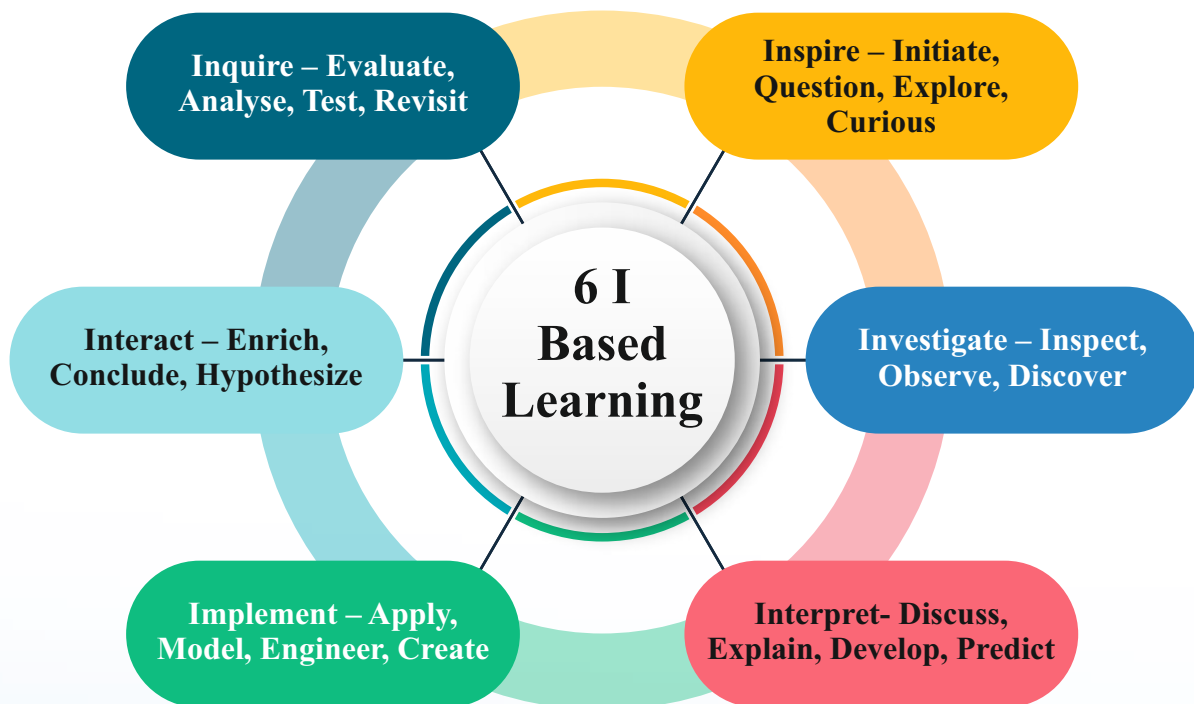 Inquire – Evaluate,
Analyse, Test, Revisit
Inspire – Initiate,
Question, Explore,
Curious
6 I
Based
Learning
Interact – Enrich,
Conclude, Hypothesize
Investigate – Inspect,
Observe, Discover
Implement – Apply,
Model, Engineer, Create
Interpret- Discuss,
Explain, Develop, Predict